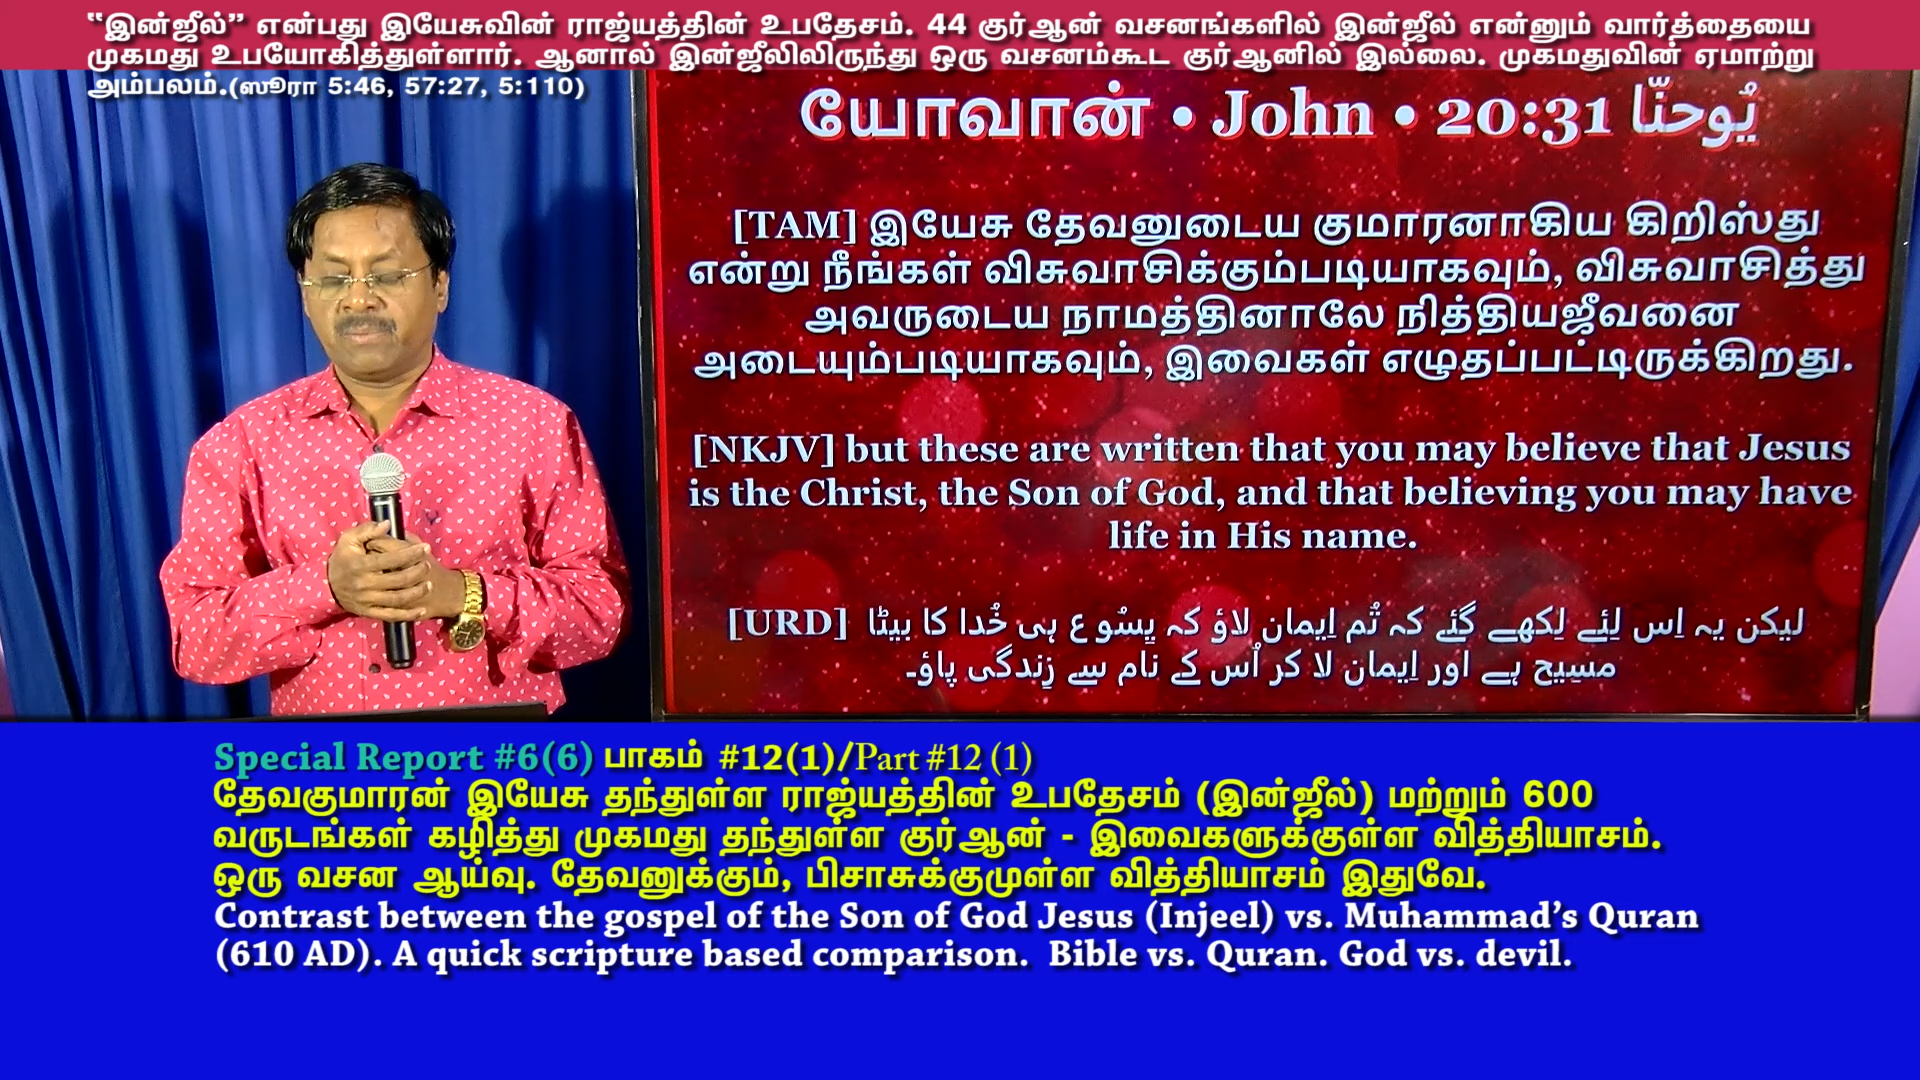 “இன்ஜீல்” என்பது இயேசுவின் ராஜ்யத்தின் உபதேசம். 44 குர்ஆன் வசனங்களில் இன்ஜீல் என்னும் வார்த்தையை
முகமது உபயோகித்துள்ளார். ஆனால் இன்ஜீலிலிருந்து ஒரு வசனம்கூட குர்ஆனில் இல்லை. முகமதுவின் ஏமாற்று
அம்பலம்.(ஸூரா 5:46, 57:27, 5:110)
யோவான் • John • 20:31 يُوحنّا
[TAM] இயேசு தேவனுடைய குமாரனாகிய கிறிஸ்து
என்று நீங்கள் விசுவாசிக்கும்படியாகவும், விசுவாசித்து
அவருடைய நாமத்தினாலே நித்தியஜீவனை
அடையும்படியாகவும், இவைகள் எழுதப்பட்டிருக்கிறது.
[NKJV] but these are written that you may believe that Jesus
is the Christ, the Son of God, and that believing you may have
life in His name.
[URD] لیکن یہ اِس لِئے لِکھے گئے کہ تُم اِیمان لاؤ کہ یِسُوع ہی خُدا کا بیٹا
مسِیح ہے اور اِیمان لا کر اُس کے نام سے زِندگی پاؤ۔
Special Report #6(6) பாகம் #12(1)/Part #12 (1)
தேவகுமாரன் இயேசு தந்துள்ள ராஜ்யத்தின் உபதேசம் (இன்ஜீல்) மற்றும் 600
வருடங்கள் கழித்து முகமது தந்துள்ள குர்ஆன் - இவைகளுக்குள்ள வித்தியாசம்.
ஒரு வசன ஆய்வு. தேவனுக்கும், பிசாசுக்குமுள்ள வித்தியாசம் இதுவே.
Contrast between the gospel of the Son of God Jesus (Injeel) vs. Muhammad’s Quran
(610 AD). A quick scripture based comparison.  Bible vs. Quran. God vs. devil.